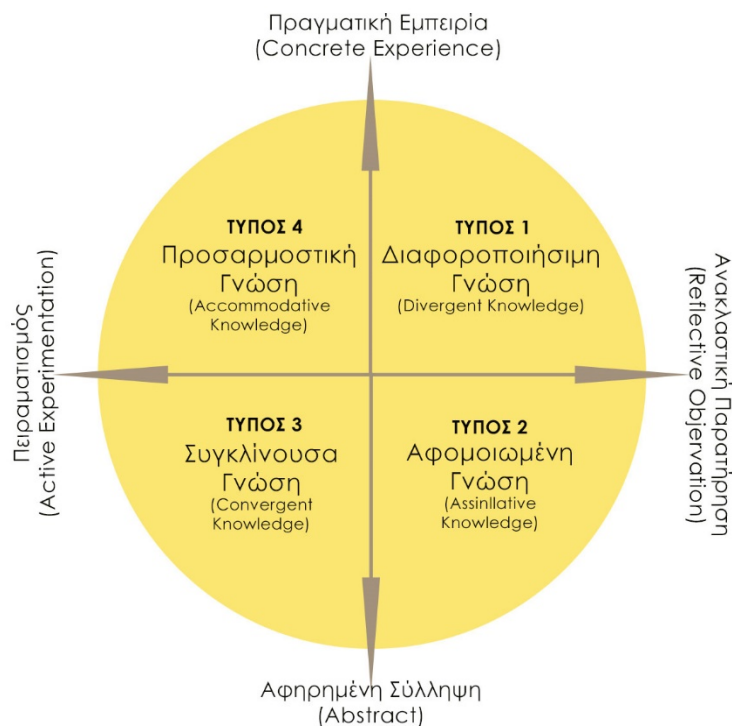 Πραγματική Εμπειρία
(Concrete Experience)
ΤΥΠΟΣ 4
Προσαρμοστική
Γνώση
(Accommodative
Knowledge)
ΤΥΠΟΣ 1
Διαφοροποιήσιμη
Γνώση
(Divergent Knowledge)
Πειραματισμός
(Active Experimentation)
Ανακλαστική Παρατήρηση
(Reflective Objervation)
ΤΥΠΟΣ 3
Συγκλίνουσα
Γνώση
(Convergent
Knowledge)
ΤΥΠΟΣ 2
Αφομοιωμένη
Γνώση
(Assinllative
Knowledge)
Αφηρημένη Σύλληψη
(Abstract)